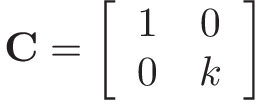 C = [ 1 0
0 k ]